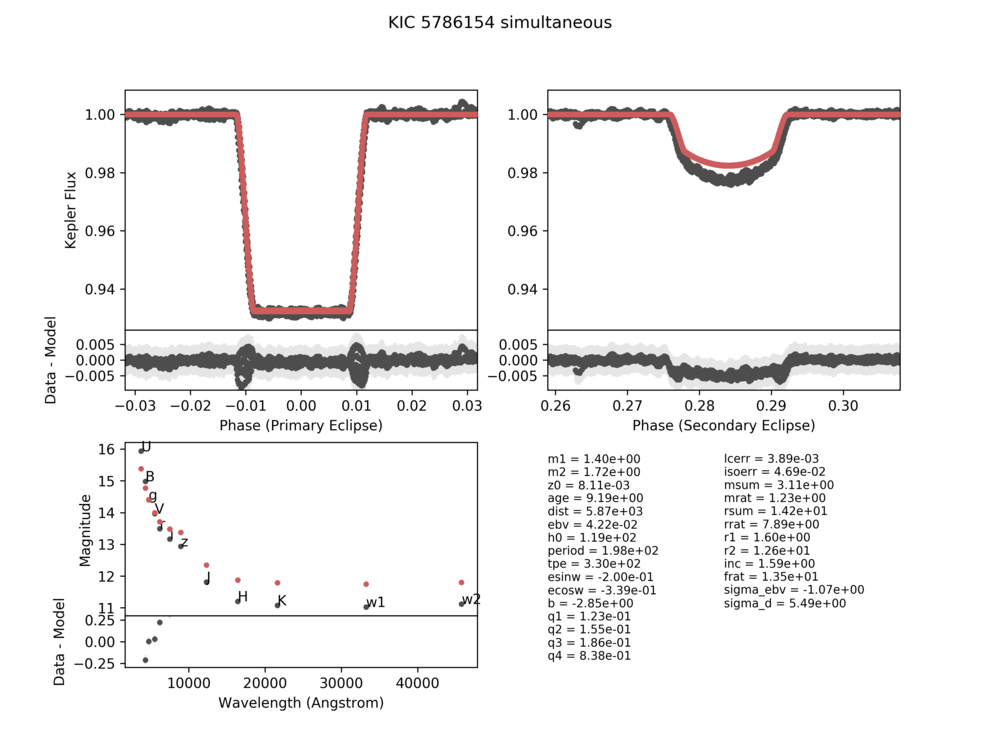 KIC 5786154 simultaneous
Kepler Flux
1.00
0.98
0.96
0.94
1.00
0.98
0.96
0.94
Data - Model
0.005
0.000
−0.005
0.005
0.000
−0.005
−0.03 −0.02 −0.01 0.00 0.01 0.02 0.03
0.26 0.27 0.28 0.29 0.30
Phase (Primary Eclipse)
Phase (Secondary Eclipse)
Magnitude
16
15
14
13
12
11
U
B
g
V
r
i
z
J
H
K
w1
w2
Data - Model
0.25
0.00
−0.25
10000 20000 30000 40000
Wavelength (Angstrom)
m1 = 1.40e+00
m2 = 1.72e+00
z0 = 8.11e-03
age = 9.19e+00
dist = 5.87e+03
ebv = 4.22e-02
h0 = 1.19e+02
period = 1.98e+02
tpe = 3.30e+02
esinw = -2.00e-01
ecosw = -3.39e-01
b = -2.85e+00
q1 = 1.23e-01
q2 = 1.55e-01
q3 = 1.86e-01
q4 = 8.38e-01
lcerr = 3.89e-03
isoerr = 4.69e-02
msum = 3.11e+00
mrat = 1.23e+00
rsum = 1.42e+01
rrat = 7.89e+00
r1 = 1.60e+00
r2 = 1.26e+01
inc = 1.59e+00
frat = 1.35e+01
sigma_ebv = -1.07e+00
sigma_d = 5.49e+00